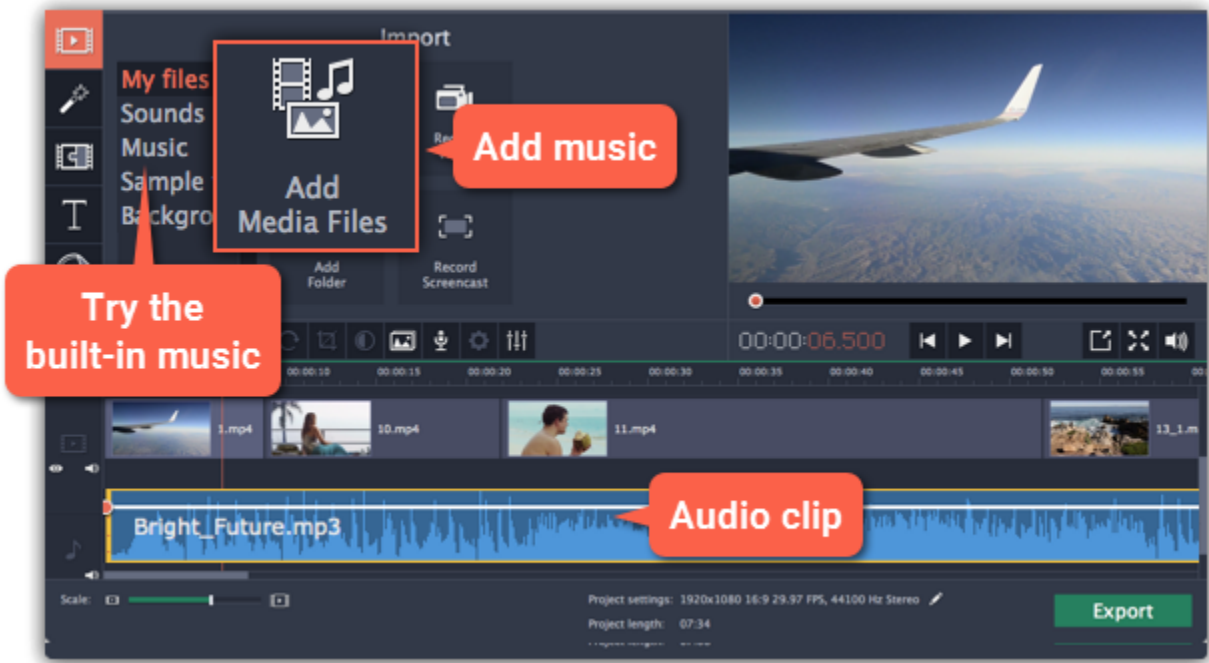 Import
My files
Sounds
Music
Sample
Backgro
Add
Media Files
Add music
Add
Folder
Record
Screencast
Try the
built-in music
00:00:06.500
00:00:10 00:00:15 00:00:20 00:00:25 00:00:30 00:00:35 00:00:40 00:00:45 00:00:50 00:00:55
1.mp4 10.mp4 11.mp4 13_1.m
Bright_Future.mp3
Audio clip
Scale:
Project settings: 1920x1080 16:9 29.97 FPS, 44100 Hz Stereo
Project length: 07:34
Export